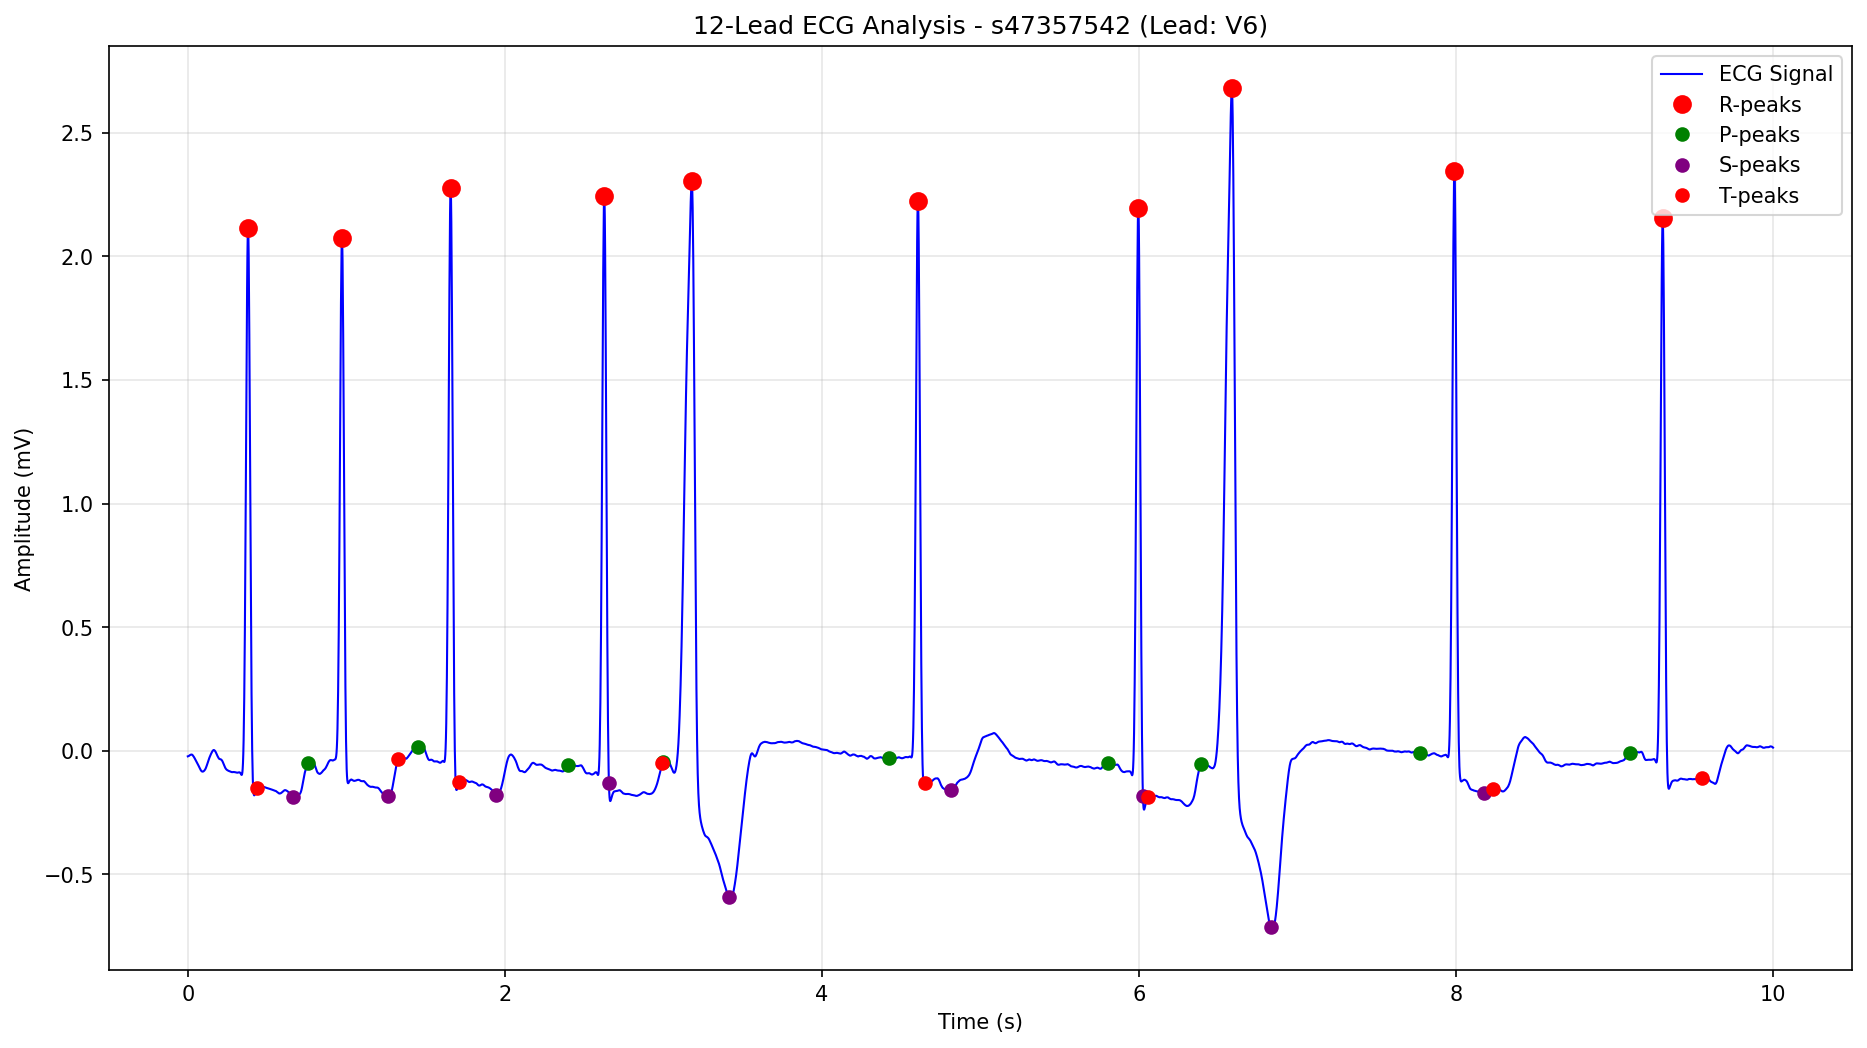 12-Lead ECG Analysis - s47357542 (Lead: V6)
ECG Signal
R-peaks
P-peaks
S-peaks
T-peaks
Amplitude (mV)
2.5
2.0
1.5
1.0
0.5
0.0
−0.5
0 2 4 6 8 10
Time (s)